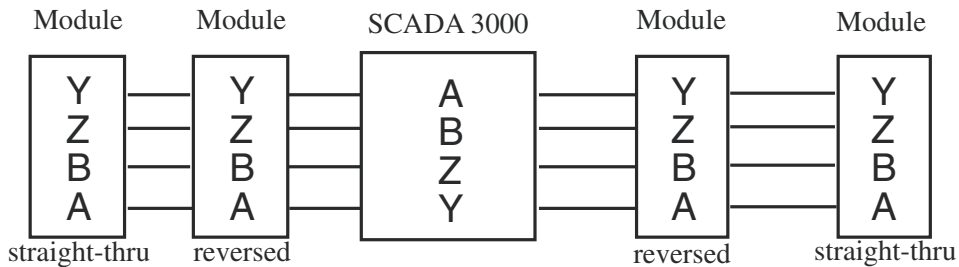 Module Module SCADA 3000 Module Module
Y Y A Y Y
Z Z B Z Z
B B Z B B
A A Y A A
straight-thru reversed reversed straight-thru